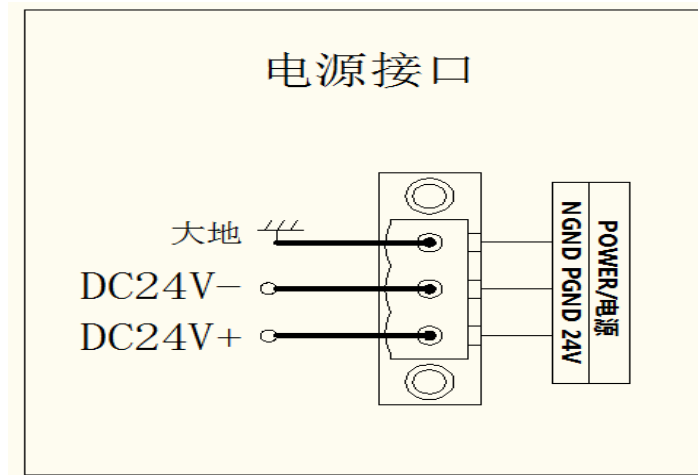 电源接口
大地
DC24V-
DC24V+
NGND PGND 24V
POWER/电源